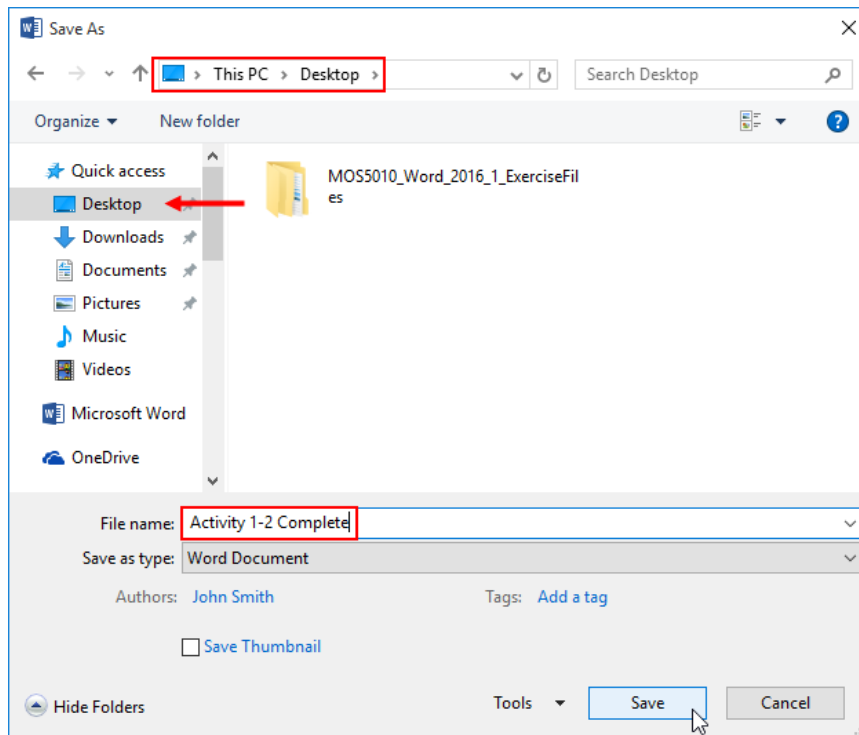 Save As
This PC > Desktop >
Search Desktop
Organize
New folder
Quick access
Desktop
Downloads
Documents
Pictures
Music
Videos
Microsoft Word
OneDrive
MOS5010_Word_2016_1_ExerciseFil
es
File name: Activity 1-2 Complete
Save as type: Word Document
Authors: John Smith
Tags: Add a tag
Save Thumbnail
Hide Folders
Tools
Save
Cancel